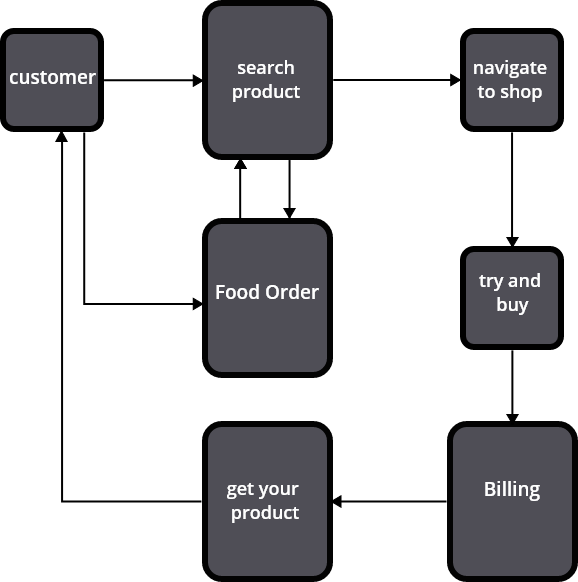 customer
search
product
navigate
to shop
Food Order
try and
buy
get your
product
Billing